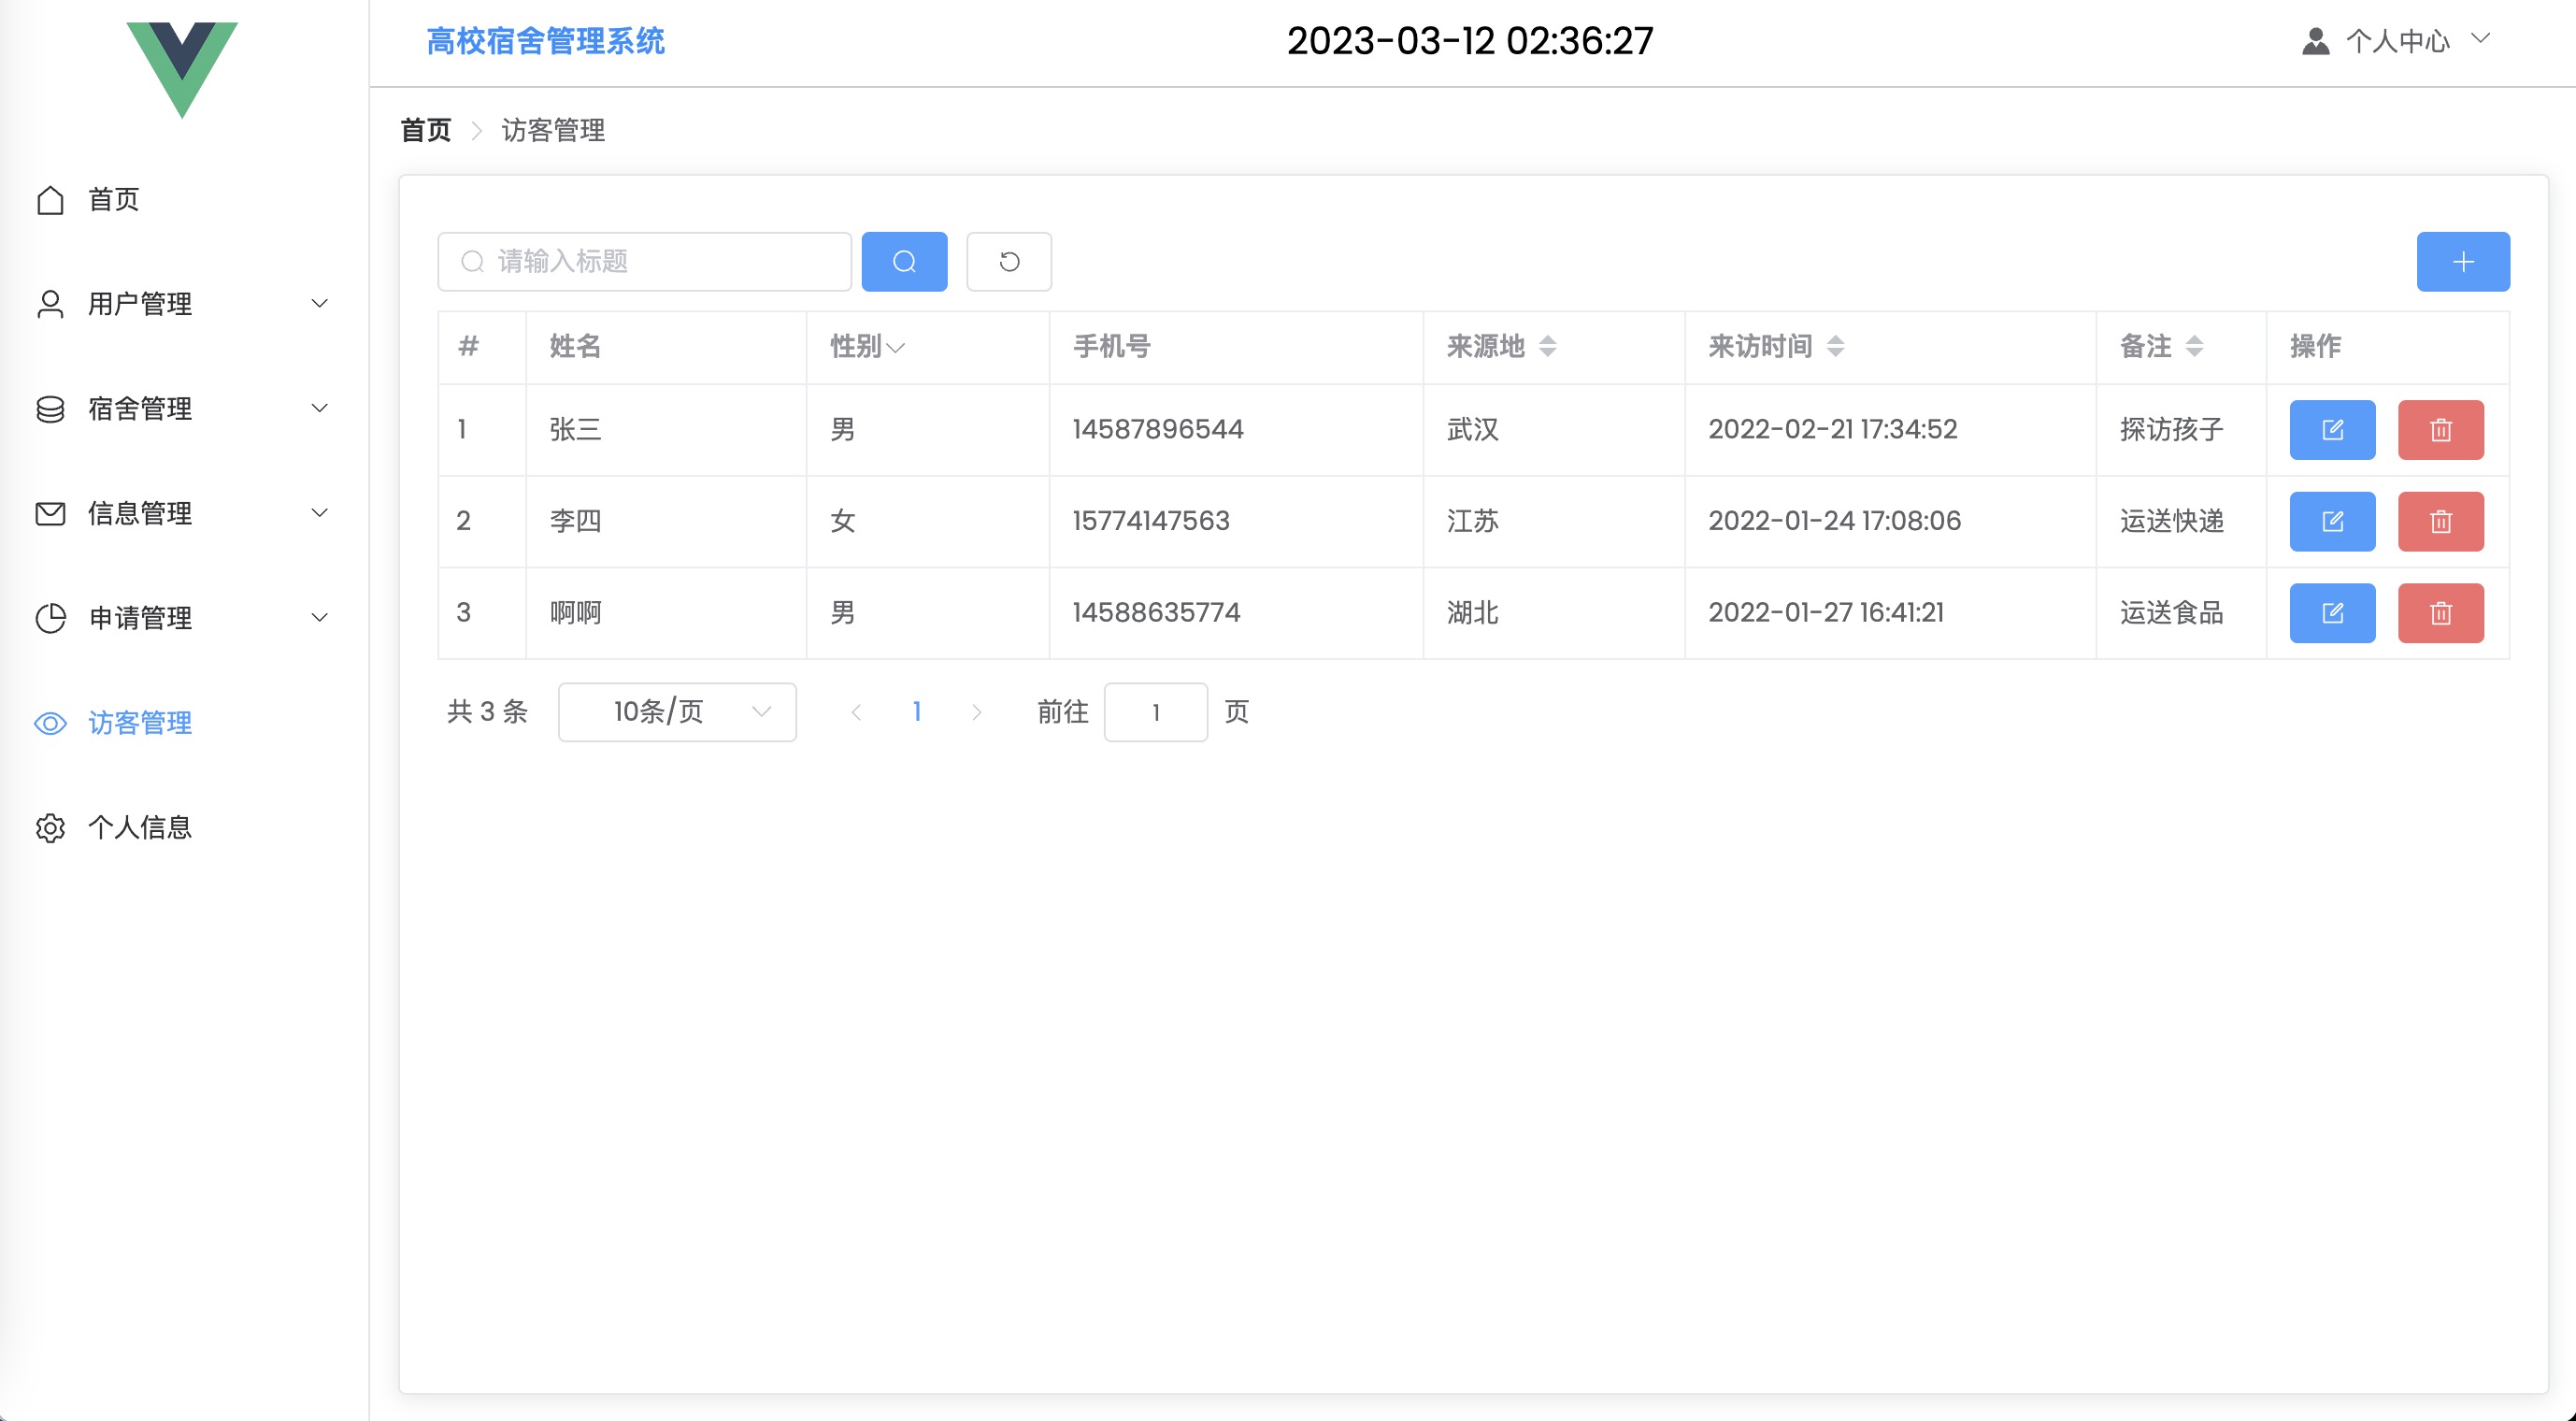 高校宿舍管理系统 2023-03-12 02:36:27 个人中心
首页 访客管理
首页
用户管理
宿舍管理
信息管理
申请管理
访客管理
个人信息
请输入标题
# 姓名 性别 手机号 来源地 来访时间 备注 操作
1 张三 男 14587896544 武汉 2022-02-21 17:34:52 探访孩子
2 李四 女 15774147563 江苏 2022-01-24 17:08:06 运送快递
3 啊啊 男 14588635774 湖北 2022-01-27 16:41:21 运送食品
共 3 条 10条/页 1 前往 1 页